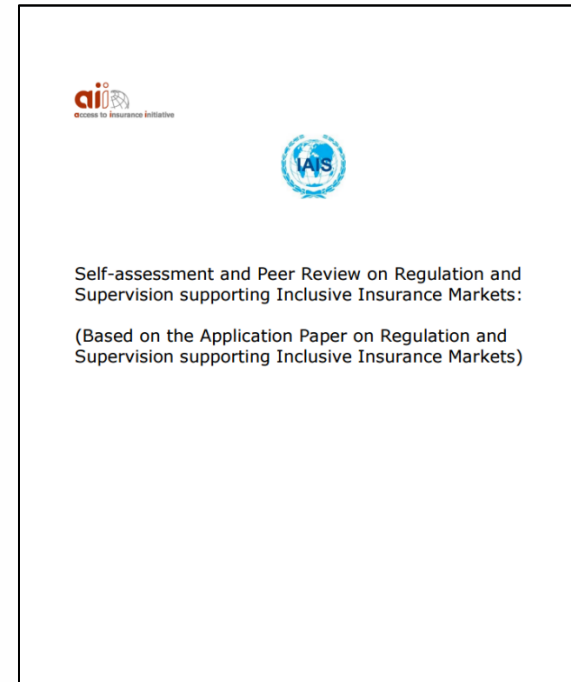 aii
access to insurance initiative
IAIS
Self-assessment and Peer Review on Regulation and
Supervision supporting Inclusive Insurance Markets:
(Based on the Application Paper on Regulation and
Supervision supporting Inclusive Insurance Markets)